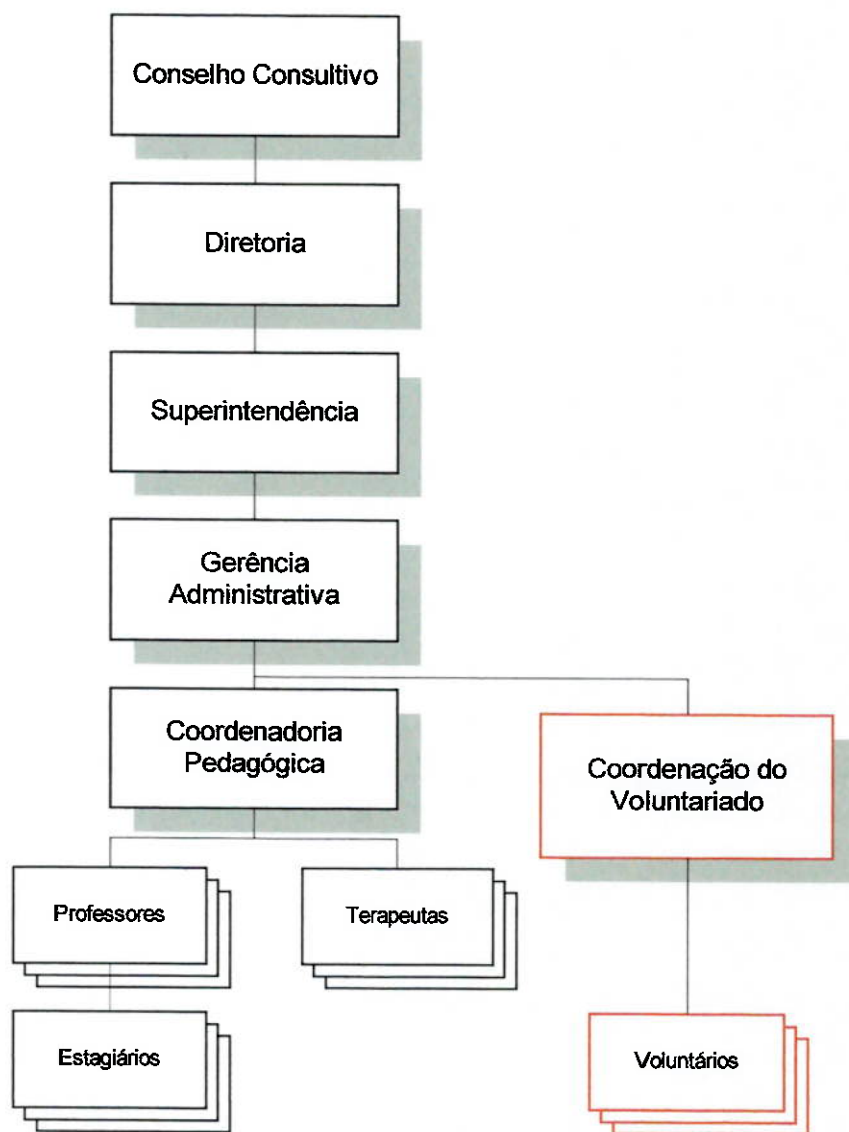 Conselho Consultivo
Diretoria
Superintendência
Gerência
Administrativa
Coordenadoria
Pedagógica
Coordenação do
Voluntariado
Professores
Terapeutas
Estagiários
Voluntários